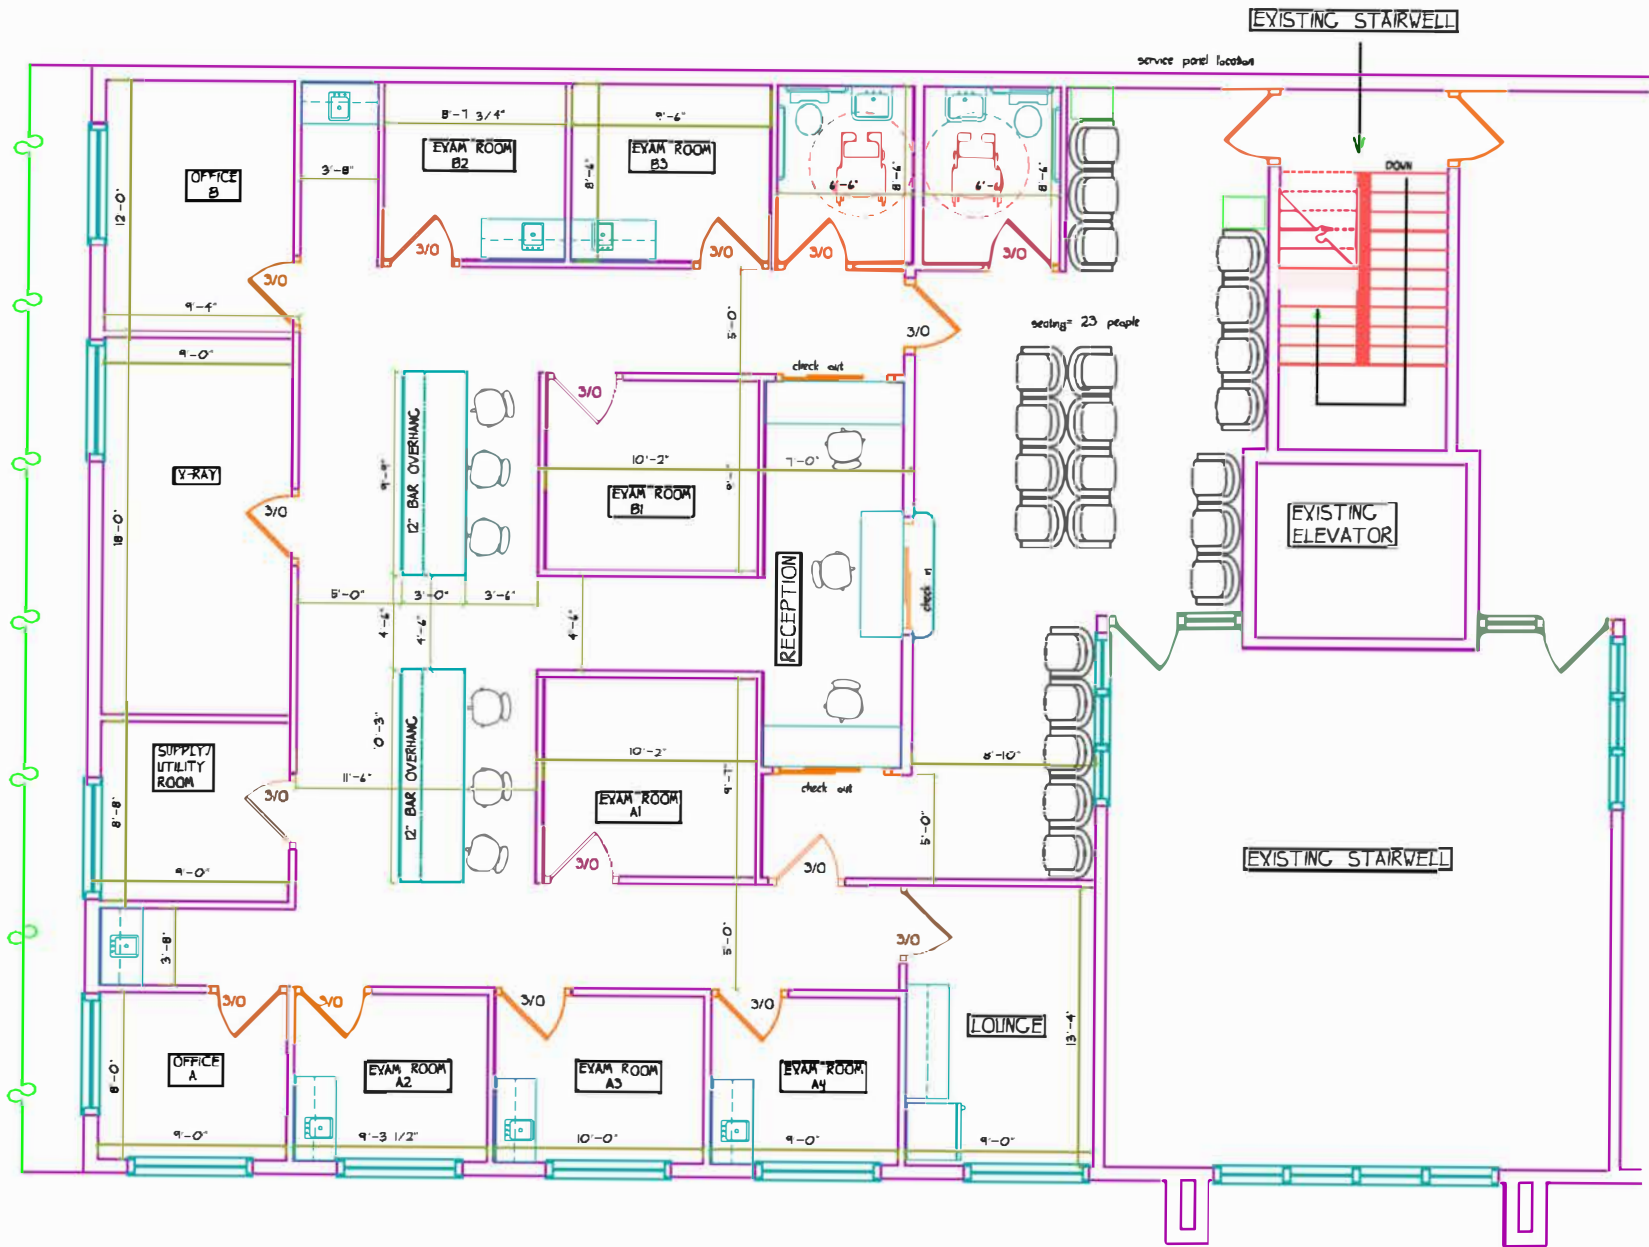 EXISTING STAIRWELL
service panel location
DOWN
8'-7 3/4"
9'-6"
EXAM ROOM
B2
EXAM ROOM
B3
OFFICE
B
3'-8"
12'-0"
8'-6"
6'-6"
8'-6"
6'-6"
8'-6"
3/0
3/0
3/0
3/0
3/0
9'-4"
9'-0"
5'-0"
3/0
seating= 23 people
check out
3/0
12" BAR OVERHANG
9'-9"
10'-2"
7'-0"
X-RAY
EXAM ROOM
B1
3/0
18'-0"
EXISTING
ELEVATOR
RECEPTION
check in
5'-0"
3'-0"
3'-6"
4'-6"
4'-6"
4'-6"
SUPPLY/
UTILITY
ROOM
12" BAR OVERHANG
10'-2"
8'-10"
11'-6"
9'-7"
3/0
check out
EXAM ROOM
A1
8'-8"
5'-0"
3/0
3/0
EXISTING STAIRWELL
9'-0"
3'-8"
5'-0"
3/0
3/0
3/0
3/0
3/0
LOUNGE
13'-4"
OFFICE
A
EXAM ROOM
A2
EXAM ROOM
A3
EXAM ROOM
A4
8'-0"
9'-0"
9'-3 1/2"
10'-0"
9'-0"
9'-0"